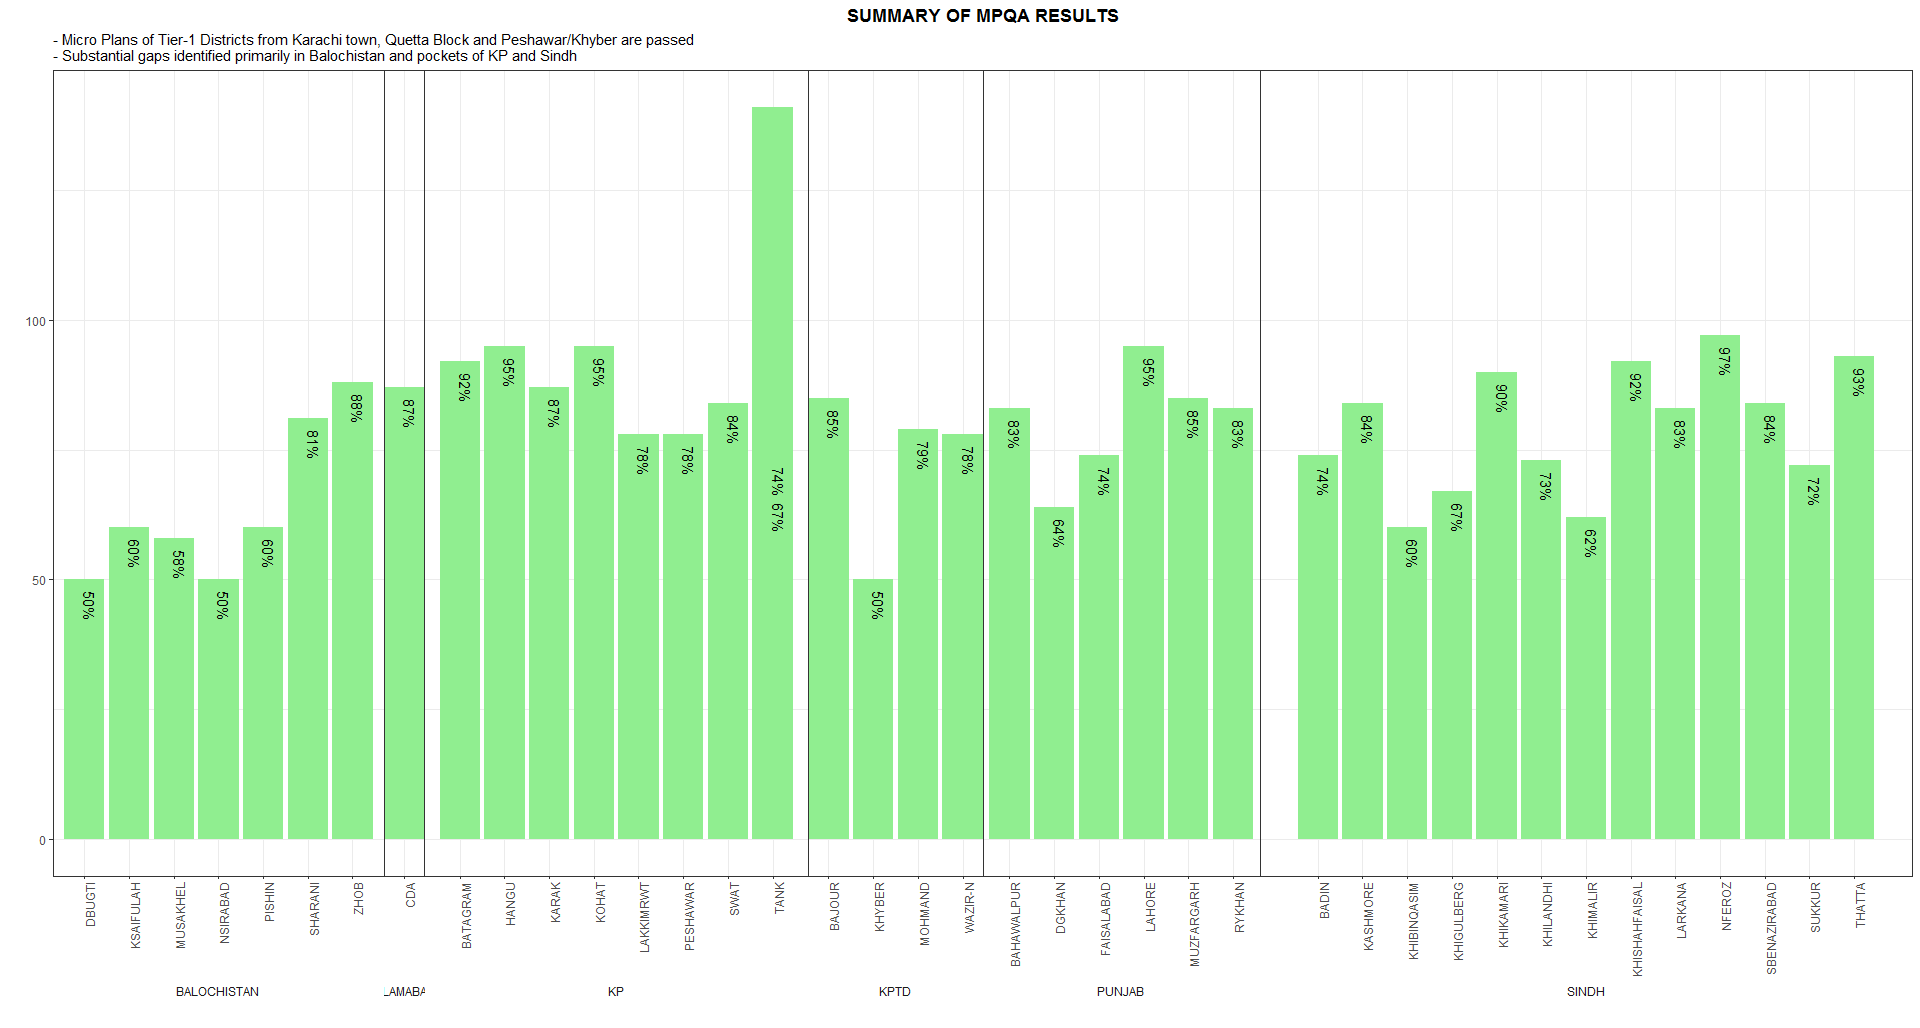 SUMMARY OF MPQA RESULTS
- Micro Plans of Tier-1 Districts from Karachi town, Quetta Block and Peshawar/Khyber are passed
- Substantial gaps identified primarily in Balochistan and pockets of KP and Sindh
100
50
0
50%
60%
58%
50%
60%
81%
88%
87%
92%
95%
87%
95%
78%
78%
84%
74%
67%
85%
50%
79%
78%
83%
64%
74%
95%
85%
83%
74%
84%
60%
67%
90%
73%
62%
92%
83%
97%
84%
72%
93%
DBUGTI
KSAIFULAH
MUSAKHEL
NSIRABAD
PISHIN
SHARANI
ZHOB
CDA
BATAGRAM
HANGU
KARAK
KOHAT
LAKKIMRWT
PESHAWAR
SWAT
TANK
BAJOUR
KHYBER
MOHMAND
WAZIR-N
BAHAWALPUR
DGKHAN
FAISALABAD
LAHORE
MUZFARGARH
RYKHAN
BADIN
KASHMORE
KHIBINQASIM
KHIGULBERG
KHIKAMARI
KHILANDHI
KHIMALIR
KHISHAHFAISAL
LARKANA
NFEROZ
SBENAZIRABAD
SUKKUR
THATTA
BALOCHISTAN
LAMABA
KP
KPTD
PUNJAB
SINDH